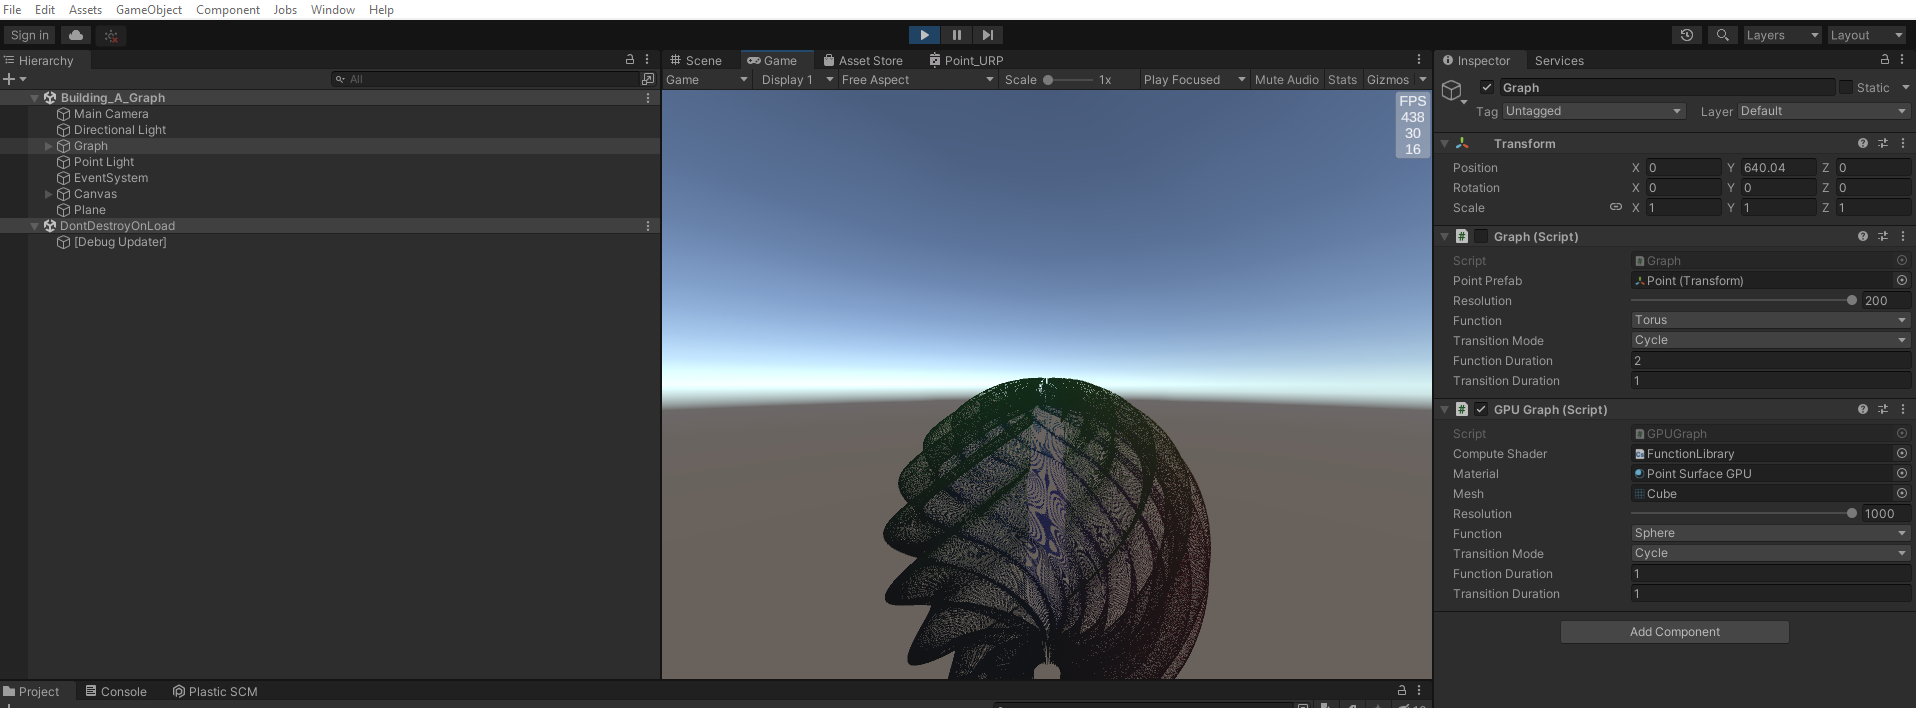 File Edit Assets GameObject Component Jobs Window Help
Sign in
Layers Layout
Hierarchy
All
Building_A_Graph
Main Camera
Directional Light
Graph
Point Light
EventSystem
Canvas
Plane
DontDestroyOnLoad
[Debug Updater]
Scene Game Asset Store Point_URP
Game Display 1 Free Aspect Scale 1x Play Focused Mute Audio Stats Gizmos
FPS
438
30
16
Inspector Services
Graph Static
Tag Untagged Layer Default
Transform
Position X 0 Y 640.04 Z 0
Rotation X 0 Y 0 Z 0
Scale X 1 Y 1 Z 1
# Graph (Script)
Script Graph
Point Prefab Point (Transform)
Resolution 200
Function Torus
Transition Mode Cycle
Function Duration 2
Transition Duration 1
# GPU Graph (Script)
Script GPUGraph
Compute Shader FunctionLibrary
Material Point Surface GPU
Mesh Cube
Resolution 1000
Function Sphere
Transition Mode Cycle
Function Duration 1
Transition Duration 1
Add Component
Project Console Plastic SCM